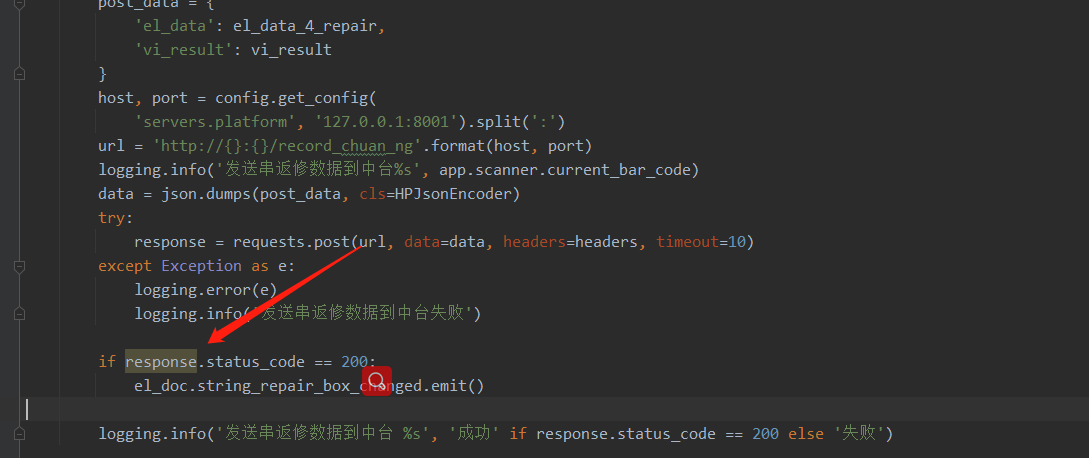 post_data = {
'el_data': el_data_4_repair,
'vi_result': vi_result
}
host, port = config.get_config(
'servers.platform', '127.0.0.1:8001').split(':')
url = 'http://{}:{}/record_chuan_ng'.format(host, port)
logging.info('发送串返修数据到中台%s', app.scanner.current_bar_code)
data = json.dumps(post_data, cls=HPJsonEncoder)
try:
response = requests.post(url, data=data, headers=headers, timeout=10)
except Exception as e:
logging.error(e)
logging.info('发送串返修数据到中台失败')
if response.status_code == 200:
el_doc.string_repair_box_changed.emit()
logging.info('发送串返修数据到中台 %s', '成功' if response.status_code == 200 else '失败')